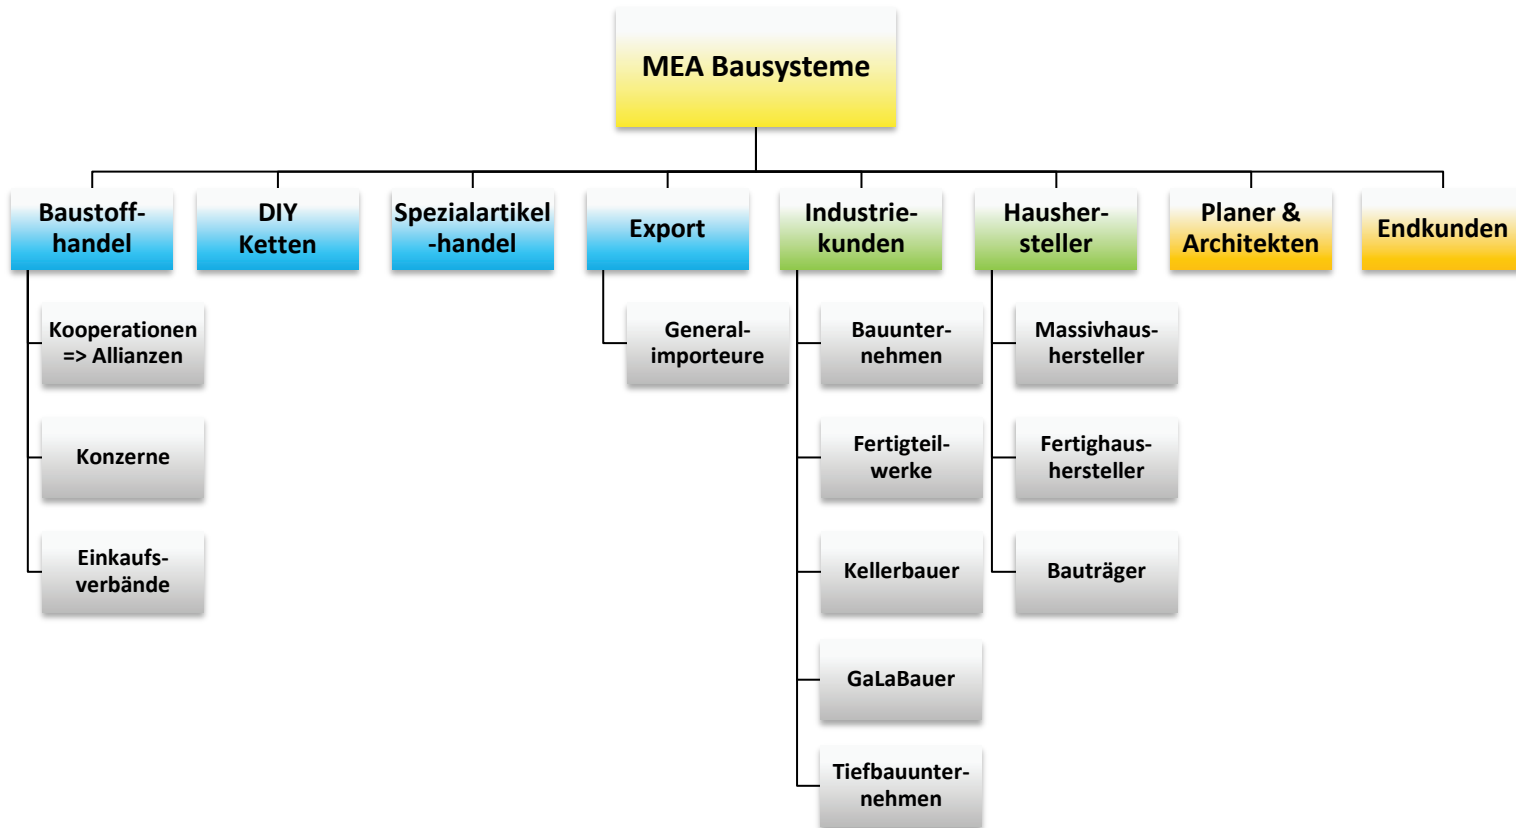 MEA Bausysteme
Baustoff-
handel
DIY
Ketten
Spezialartikel
-handel
Export
Industrie-
kunden
Hausher-
steller
Planer &
Architekten
Endkunden
Kooperationen
=> Allianzen
Konzerne
Einkaufs-
verbände
General-
importeure
Bauunter-
nehmen
Fertigteil-
werke
Kellerbauer
GaLaBauer
Tiefbauunter-
nehmen
Massivhaus-
hersteller
Fertighaus-
hersteller
Bauträger